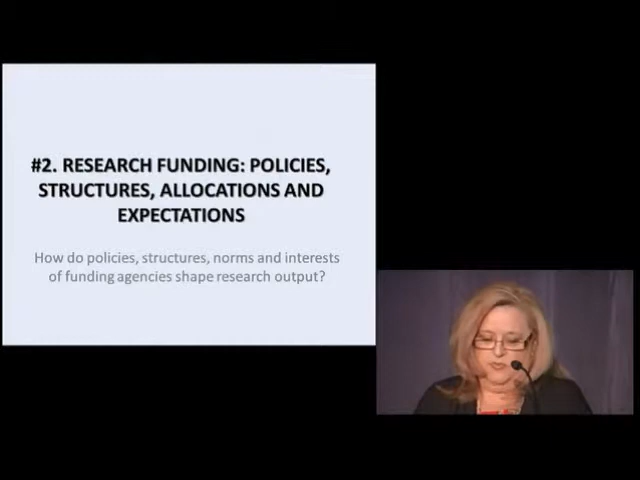 #2. RESEARCH FUNDING: POLICIES,
STRUCTURES, ALLOCATIONS AND
EXPECTATIONS
How do policies, structures, norms and interests
of funding agencies shape research output?